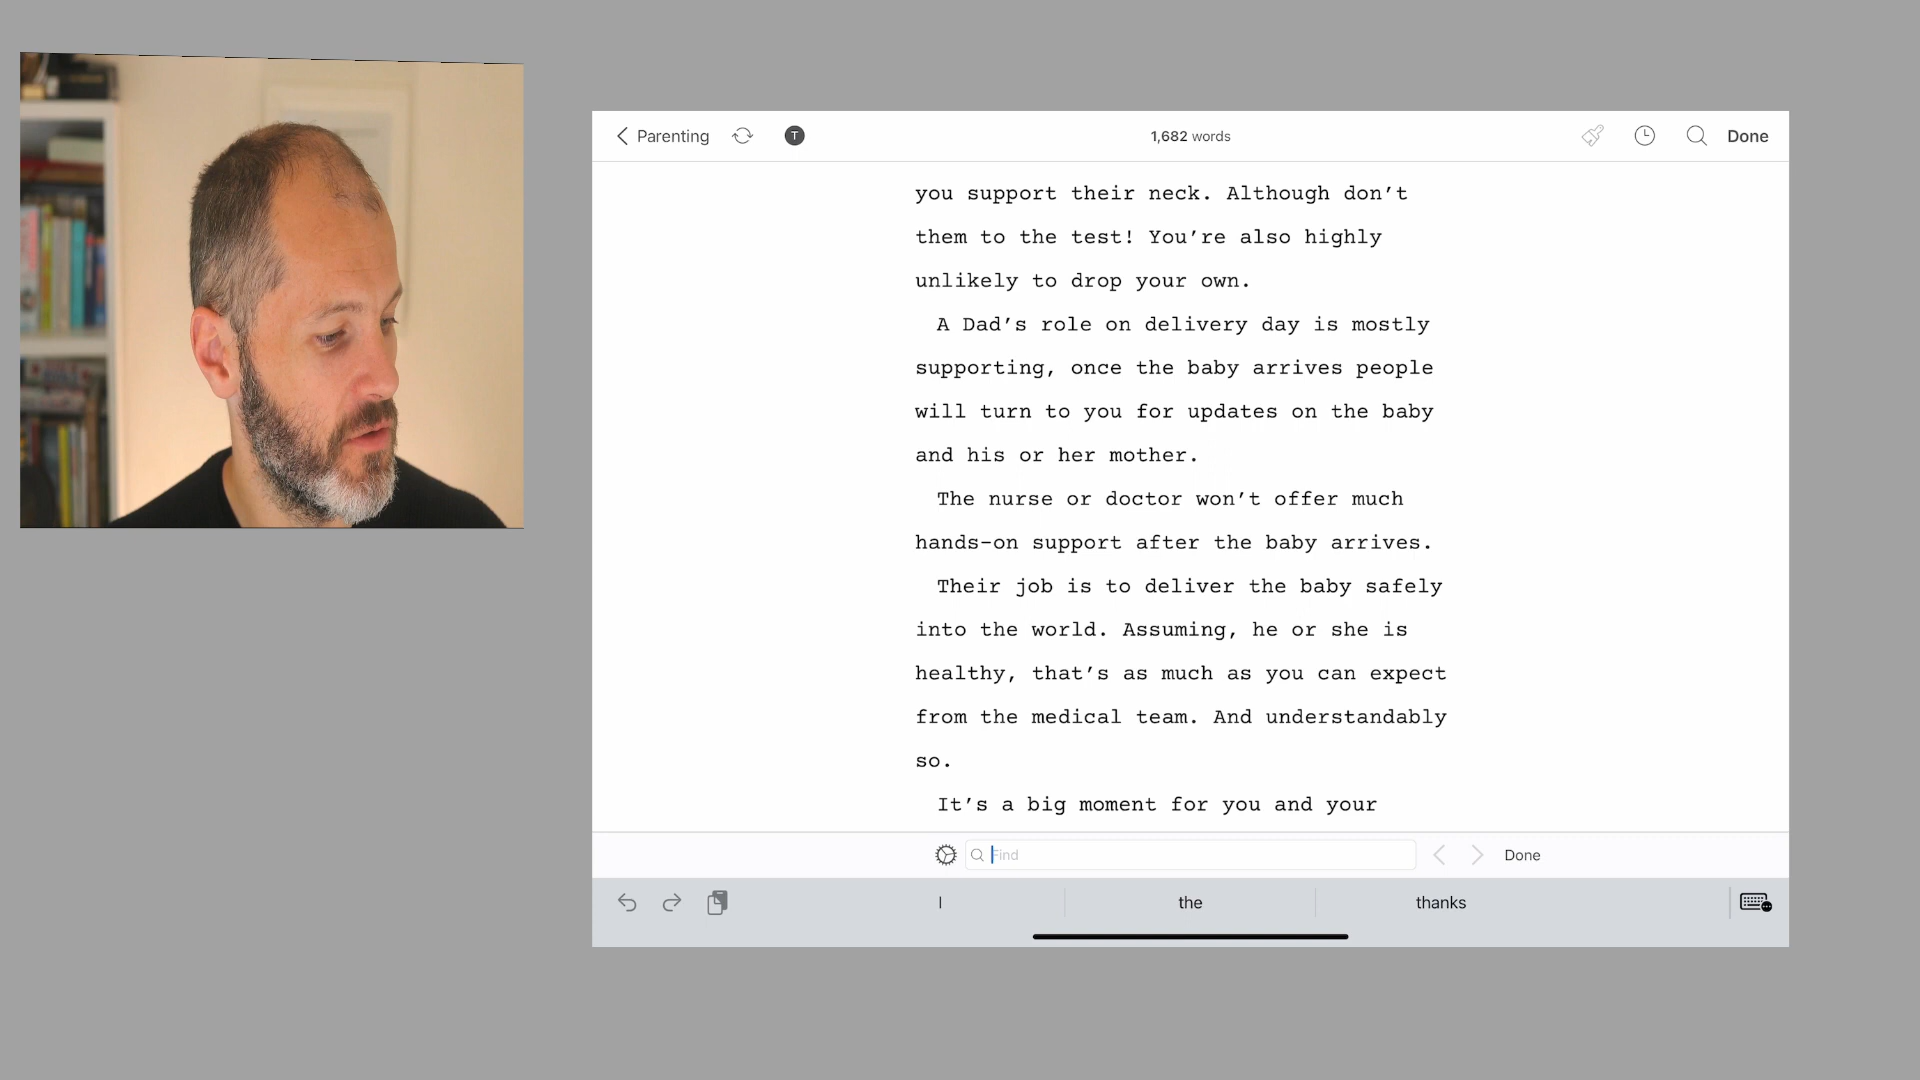 Parenting
T
1,682 words
Done
you support their neck. Although don’t
them to the test! You’re also highly
unlikely to drop your own.
A Dad’s role on delivery day is mostly
supporting, once the baby arrives people
will turn to you for updates on the baby
and his or her mother.
The nurse or doctor won’t offer much
hands-on support after the baby arrives.
Their job is to deliver the baby safely
into the world. Assuming, he or she is
healthy, that’s as much as you can expect
from the medical team. And understandably
so.
It’s a big moment for you and your
Find
Done
I
the
thanks